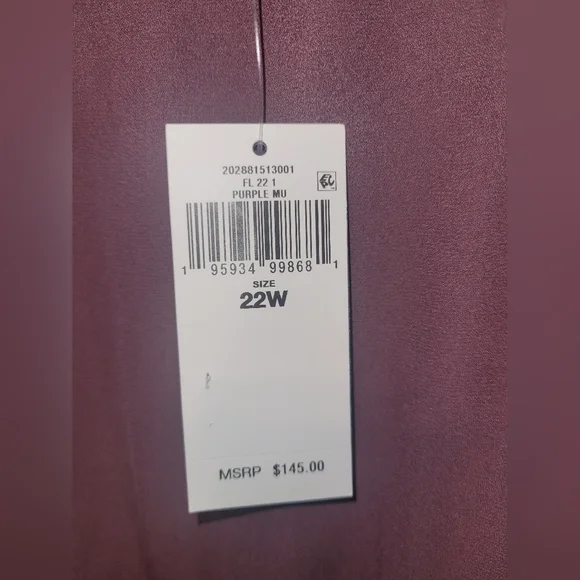 202881513001
FL 22 1
PURPLE MU
1 95934 99868 1
SIZE
22W
MSRP $145.00